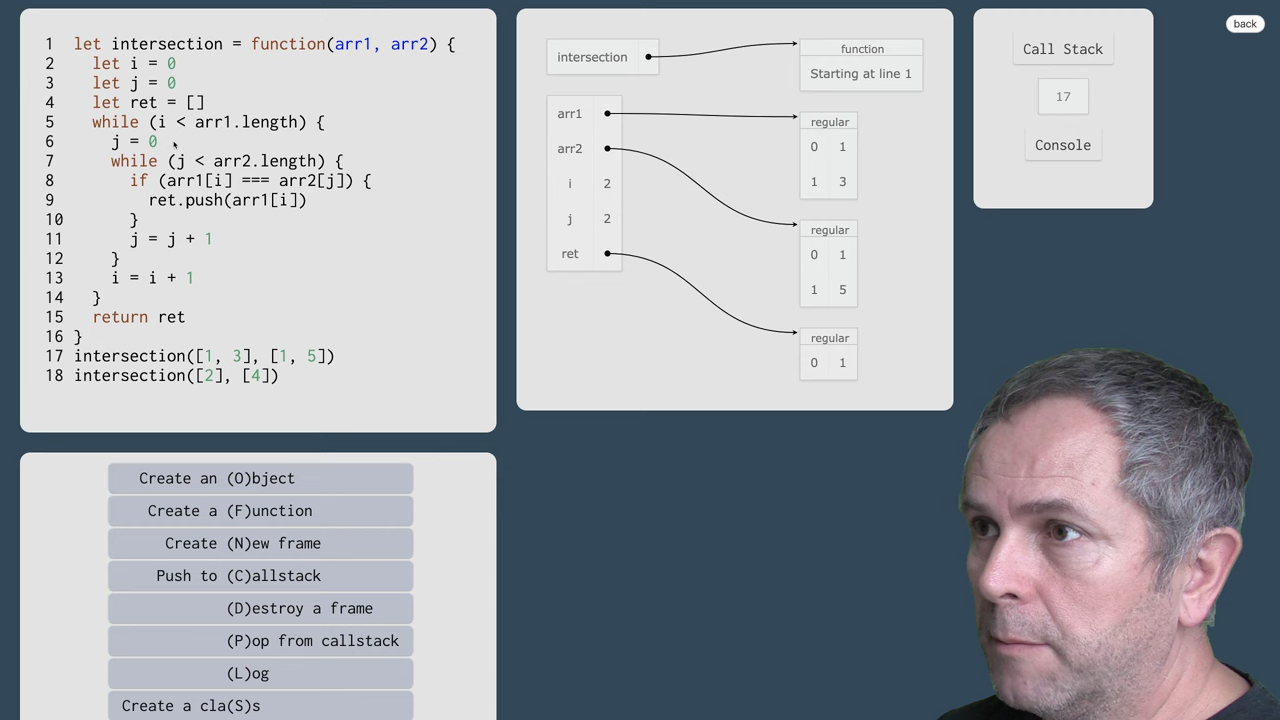 1 let intersection = function(arr1, arr2) {
2 let i = 0
3 let j = 0
4 let ret = []
5 while (i < arr1.length) {
6 j = 0
7 while (j < arr2.length) {
8 if (arr1[i] === arr2[j]) {
9 ret.push(arr1[i])
10 }
11 j = j + 1
12 }
13 i = i + 1
14 }
15 return ret
16 }
17 intersection([1, 3], [1, 5])
18 intersection([2], [4])
intersection
function
Starting at line 1
arr1
arr2
i 2
j 2
ret
regular
0 1
1 3
regular
0 1
1 5
regular
0 1
Call Stack
17
Console
back
Create an (O)bject
Create a (F)unction
Create (N)ew frame
Push to (C)allstack
(D)estroy a frame
(P)op from callstack
(L)og
Create a cla(S)s